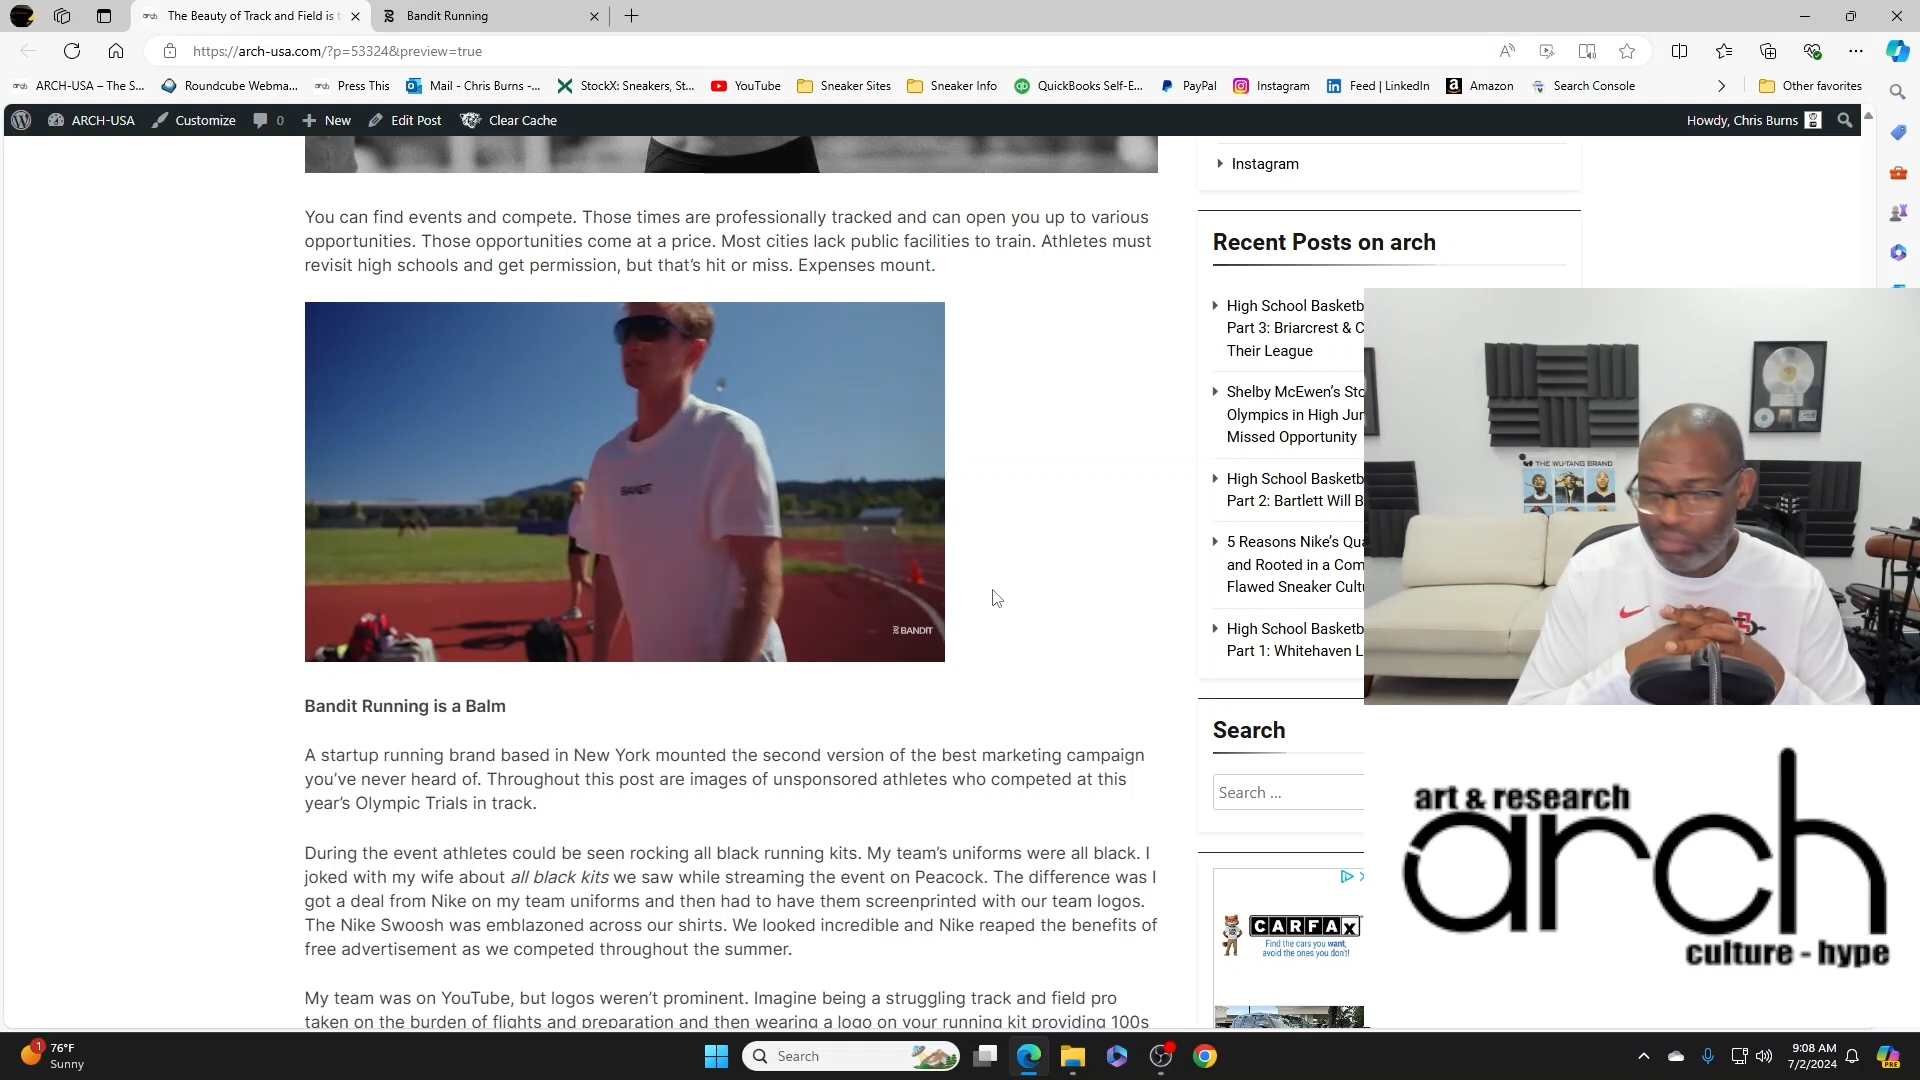 The Beauty of Track and Field is t
Bandit Running
https://arch-usa.com/?p=53324&preview=true
ARCH-USA – The S...
Roundcube Webma...
Press This
Mail - Chris Burns -...
StockX: Sneakers, St...
YouTube
Sneaker Sites
Sneaker Info
QuickBooks Self-E...
PayPal
Instagram
Feed | LinkedIn
Amazon
Search Console
Other favorites
ARCH-USA
Customize
0
New
Edit Post
Clear Cache
Howdy, Chris Burns
Instagram
You can find events and compete. Those times are professionally tracked and can open you up to various
opportunities. Those opportunities come at a price. Most cities lack public facilities to train. Athletes must
revisit high schools and get permission, but that’s hit or miss. Expenses mount.
BANDIT
BANDIT
Bandit Running is a Balm
A startup running brand based in New York mounted the second version of the best marketing campaign
you’ve never heard of. Throughout this post are images of unsponsored athletes who competed at this
year’s Olympic Trials in track.
During the event athletes could be seen rocking all black running kits. My team’s uniforms were all black. I
joked with my wife about all black kits we saw while streaming the event on Peacock. The difference was I
got a deal from Nike on my team uniforms and then had to have them screenprinted with our team logos.
The Nike Swoosh was emblazoned across our shirts. We looked incredible and Nike reaped the benefits of
free advertisement as we competed throughout the summer.
My team was on YouTube, but logos weren’t prominent. Imagine being a struggling track and field pro
taken on the burden of flights and preparation and then wearing a logo on your running kit providing 100s
Recent Posts on arch
High School Basketb
Part 3: Briarcrest & C
Their League
Shelby McEwen’s Sto
Olympics in High Jur
Missed Opportunity
High School Basketb
Part 2: Bartlett Will B
5 Reasons Nike’s Qua
and Rooted in a Com
Flawed Sneaker Cultu
High School Basketb
Part 1: Whitehaven L
Search
Search ...
CARFAX
Find the cars you want,
avoid the ones you don’t!
THE WU-TANG BRAND
art & research
arch
culture - hype
1
76°F
Sunny
Search
9:08 AM
7/2/2024
PRE